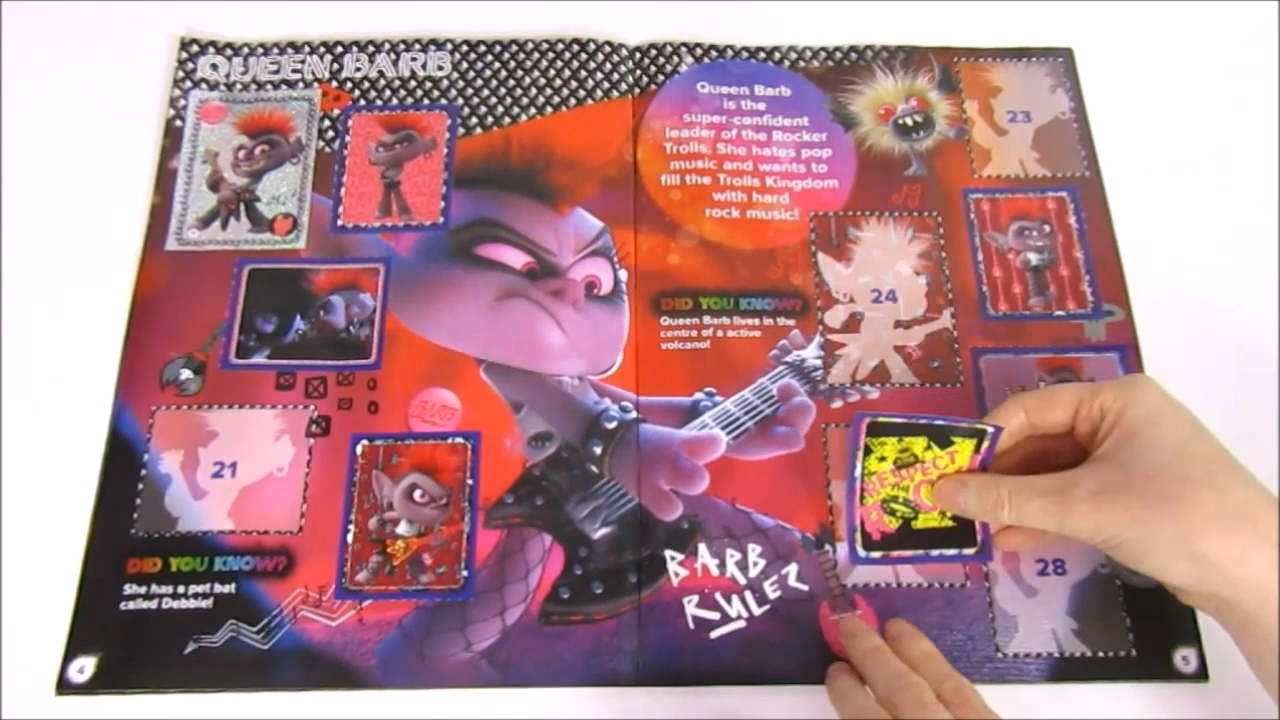 QUEEN BARB
Queen Barb
is the
super-confident
leader of the Rocker
Trolls. She hates pop
music and wants to
fill the Trolls Kingdom
with hard
rock music!
23
24
DID YOU KNOW?
Queen Barb lives in the
centre of a active
volcano!
BARB
21
RESPECT
DID YOU KNOW?
She has a pet bat
called Debbie!
BARB
RULEZ
28
4
5